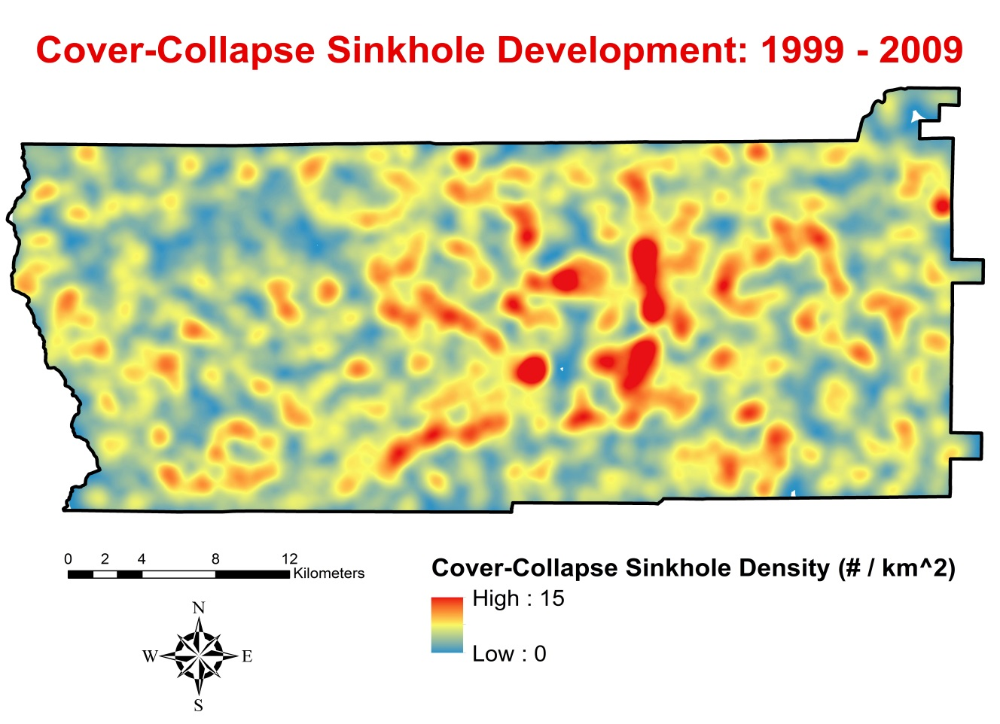 Cover-Collapse Sinkhole Development: 1999 - 2009
0 2 4 8 12
Kilometers
Cover-Collapse Sinkhole Density (# / km^2)
High : 15
Low : 0
N
W E
S